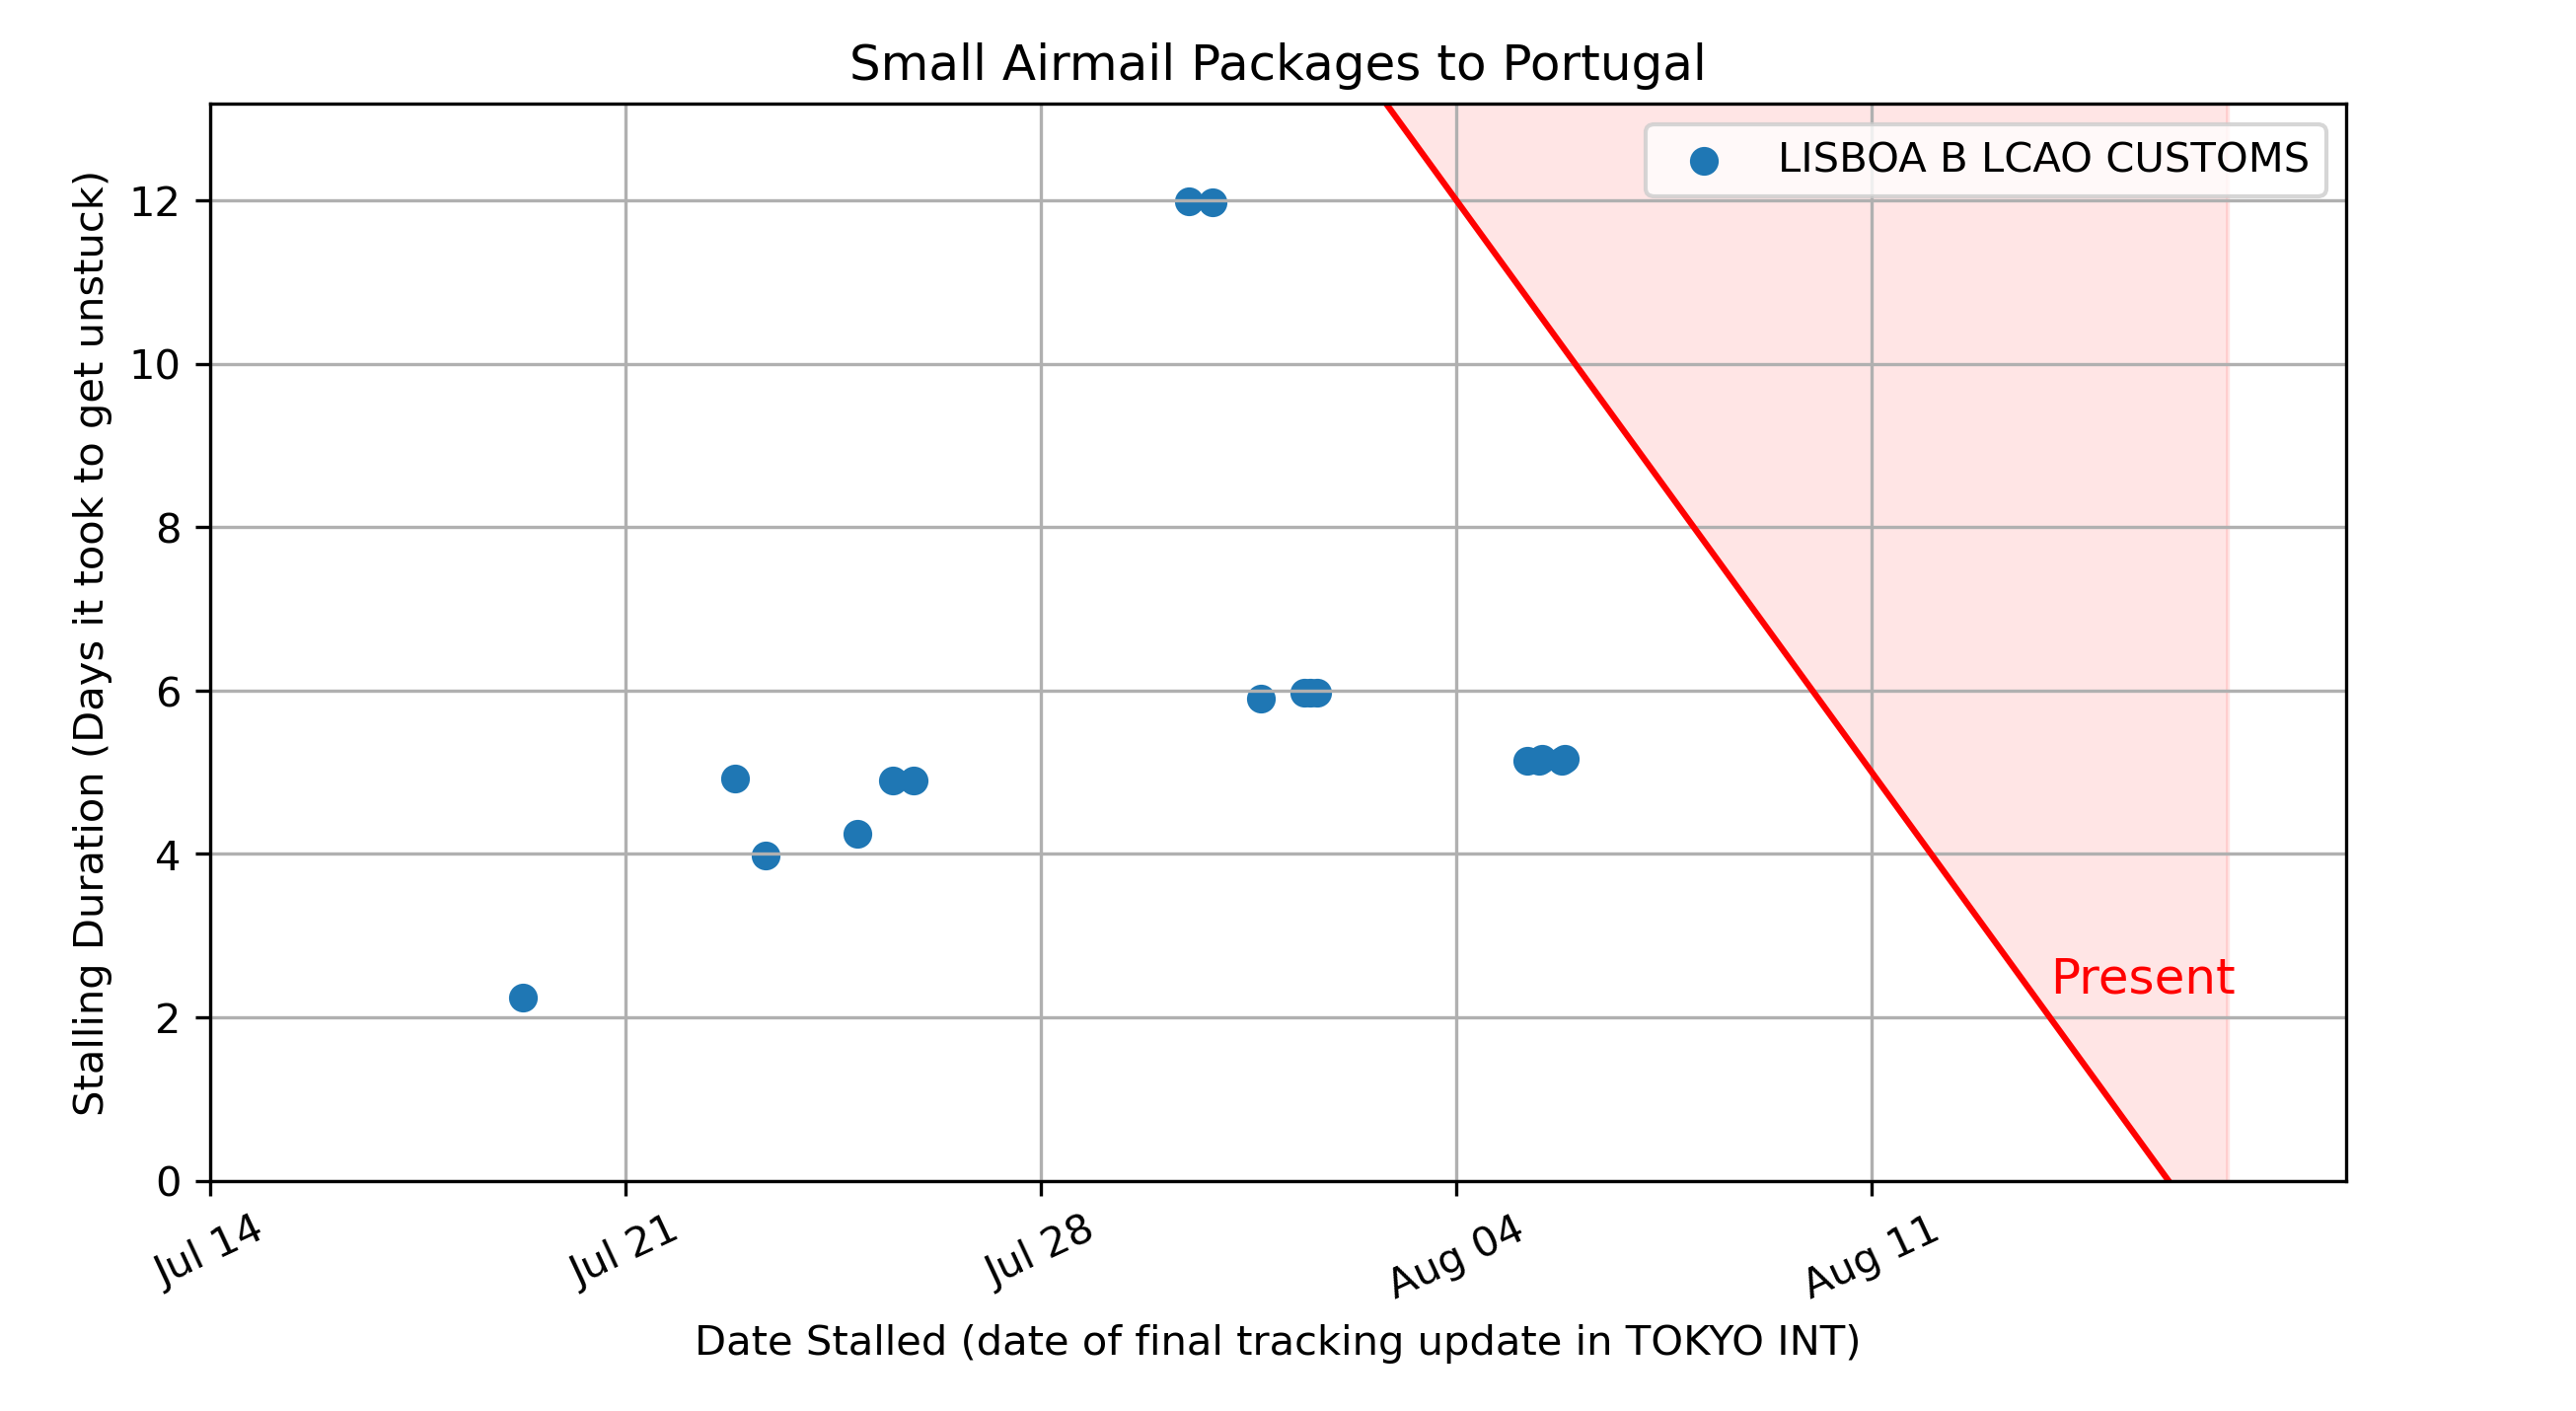 Small Airmail Packages to Portugal
LISBOA B LCAO CUSTOMS
Stalling Duration (Days it took to get unstuck)
12
10
8
6
4
2
0
Present
Jul 14
Jul 21
Jul 28
Aug 04
Aug 11
Date Stalled (date of final tracking update in TOKYO INT)